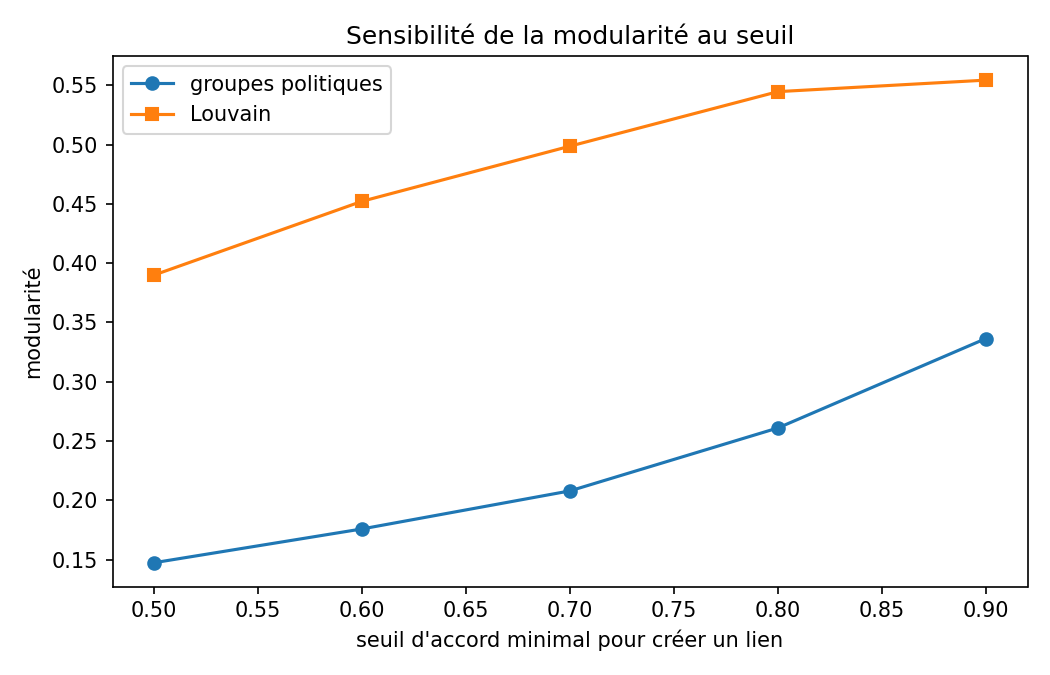 Sensibilité de la modularité au seuil
groupes politiques
Louvain
modularité
0.55
0.50
0.45
0.40
0.35
0.30
0.25
0.20
0.15
0.50 0.55 0.60 0.65 0.70 0.75 0.80 0.85 0.90
seuil d'accord minimal pour créer un lien